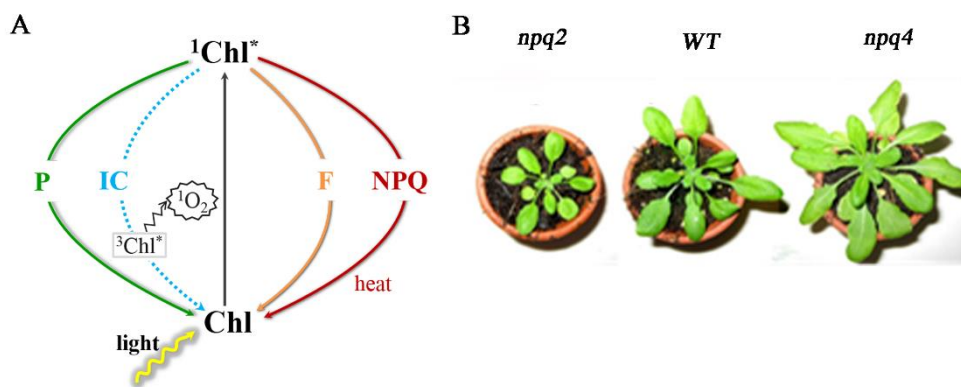 A
¹Chl*
P
IC
F
NPQ
¹O₂
³Chl*
heat
Chl
light
B
npq2
WT
npq4